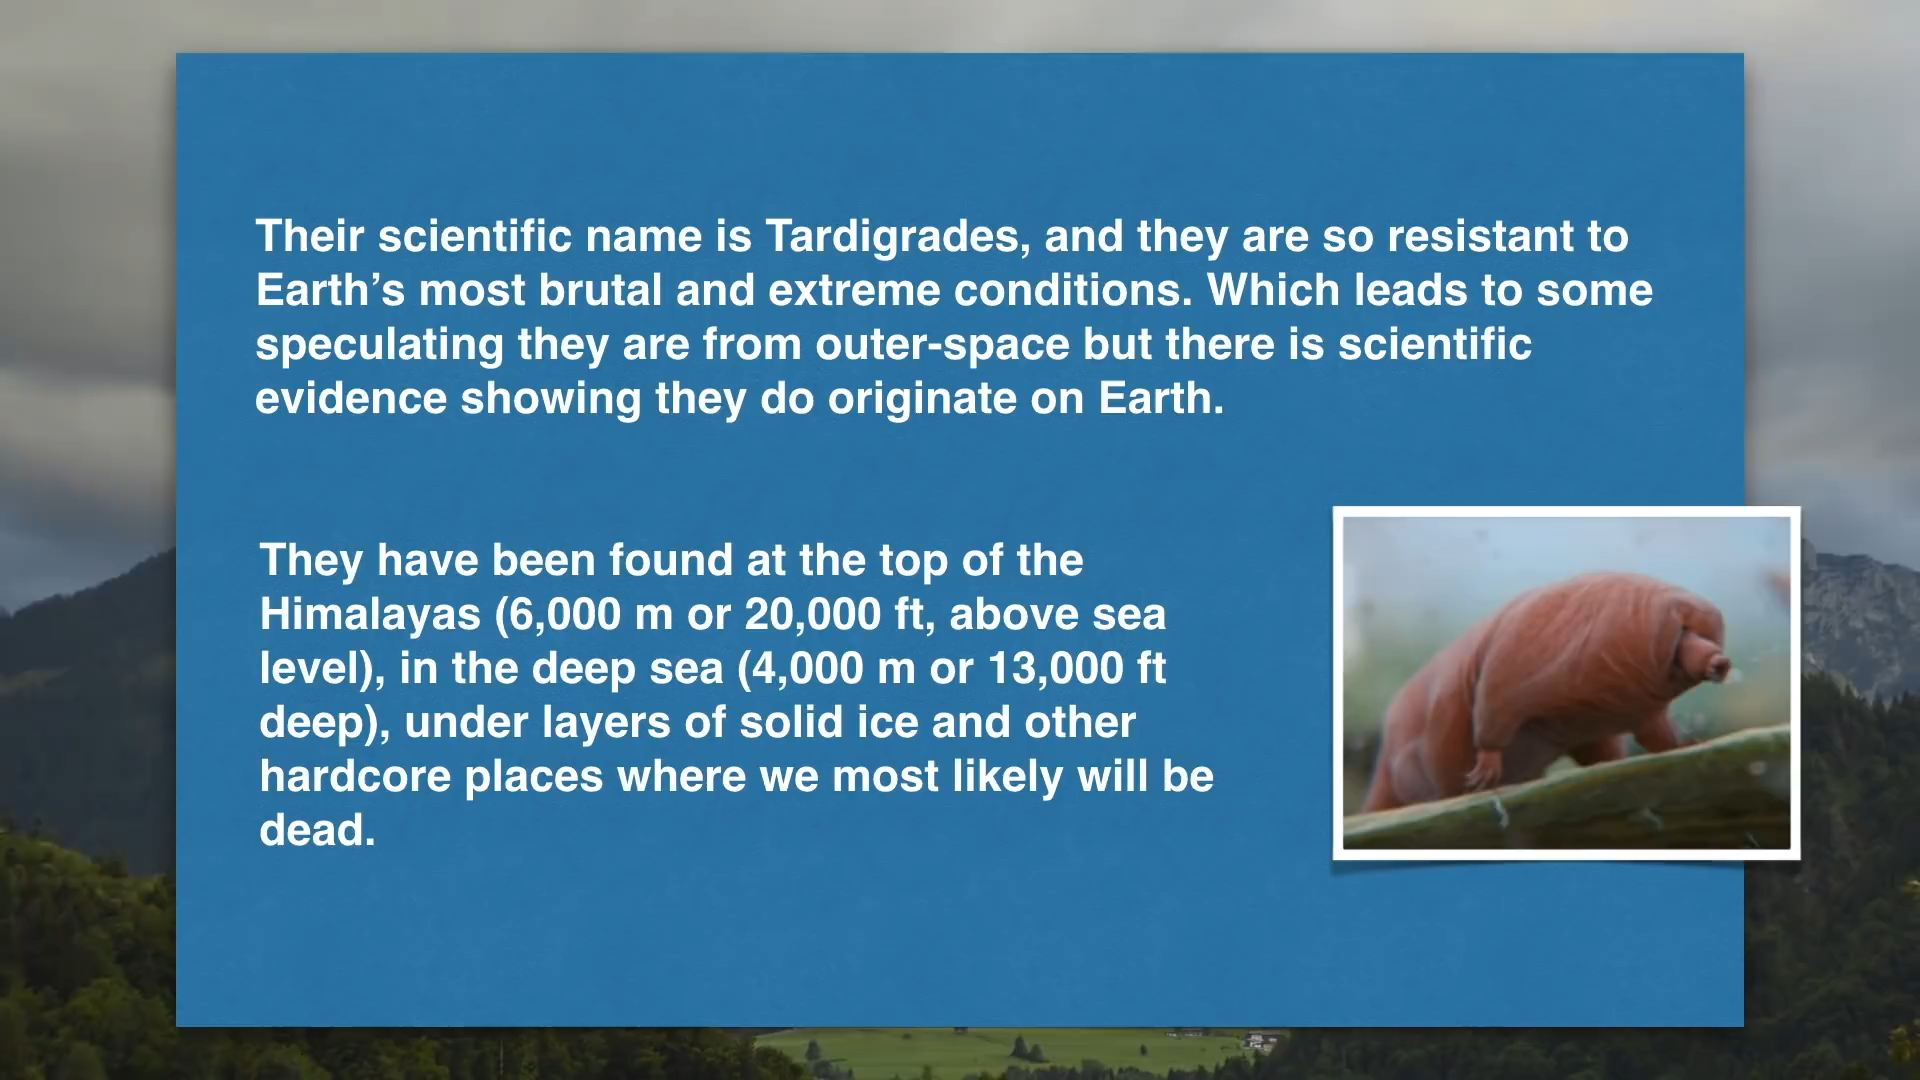 Their scientific name is Tardigrades, and they are so resistant to
Earth’s most brutal and extreme conditions. Which leads to some
speculating they are from outer-space but there is scientific
evidence showing they do originate on Earth.
They have been found at the top of the
Himalayas (6,000 m or 20,000 ft, above sea
level), in the deep sea (4,000 m or 13,000 ft
deep), under layers of solid ice and other
hardcore places where we most likely will be
dead.